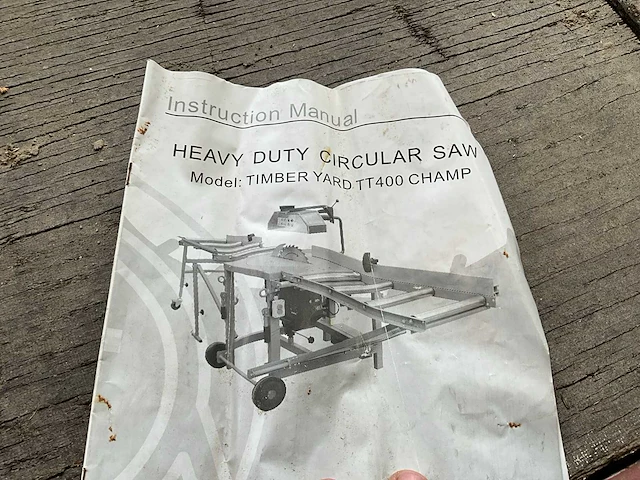 Instruction Manual
HEAVY DUTY CIRCULAR SAW
Model: TIMBER YARD TT400 CHAMP